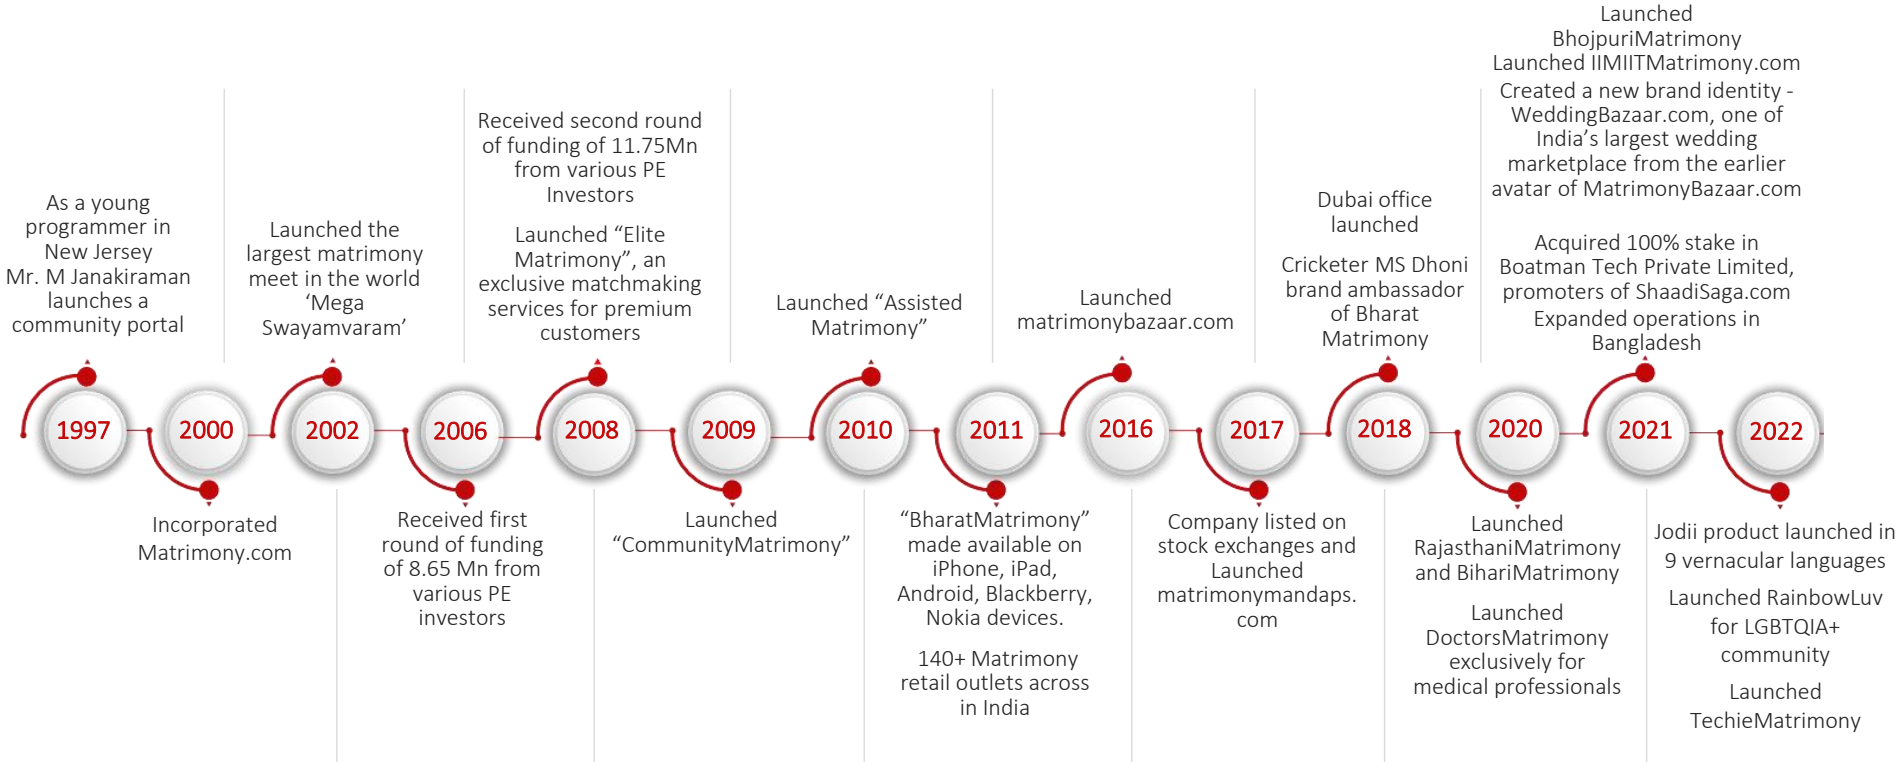 As a young
programmer in
New Jersey
Mr. M Janakiraman
launches a
community portal
Launched the
largest matrimony
meet in the world
‘Mega
Swayamvaram’
Received second round
of funding of 11.75Mn
from various PE
Investors
Launched “Elite
Matrimony”, an
exclusive matchmaking
services for premium
customers
Launched “Assisted
Matrimony”
Launched
matrimonybazaar.com
Dubai office
launched
Cricketer MS Dhoni
brand ambassador
of Bharat
Matrimony
Launched
BhojpuriMatrimony
Launched IIMIITMatrimony.com
Created a new brand identity -
WeddingBazaar.com, one of
India’s largest wedding
marketplace from the earlier
avatar of MatrimonyBazaar.com
Acquired 100% stake in
Boatman Tech Private Limited,
promoters of ShaadiSaga.com
Expanded operations in
Bangladesh
1997
2000
2002
2006
2008
2009
2010
2011
2016
2017
2018
2020
2021
2022
Incorporated
Matrimony.com
Received first
round of funding
of 8.65 Mn from
various PE
investors
Launched
“CommunityMatrimony”
“BharatMatrimony”
made available on
iPhone, iPad,
Android, Blackberry,
Nokia devices.
140+ Matrimony
retail outlets across
in India
Company listed on
stock exchanges and
Launched
matrimonymandaps.
com
Launched
RajasthaniMatrimony
and BihariMatrimony
Launched
DoctorsMatrimony
exclusively for
medical professionals
Jodii product launched in
9 vernacular languages
Launched RainbowLuv
for LGBTQIA+
community
Launched
TechieMatrimony